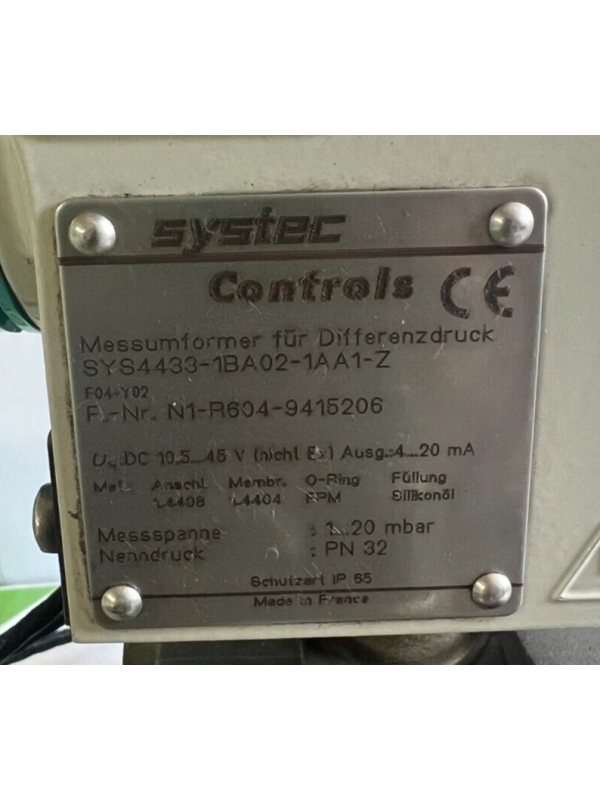 systec
Controls CE
Messumformer für Differenzdruck
SYS4433-1BA02-1AA1-Z
F04+Y02
F.-Nr. N1-R604-9415206
DC 10,5...45 V (nicht Ex) Ausg.:4...20 mA
Mat.: Anschl. Membr. O-Ring Füllung
1.4408 1.4404 FPM Silikonöl
Messspanne : 1...20 mbar
Nenndruck : PN 32
Schutzart IP 65
Made in France